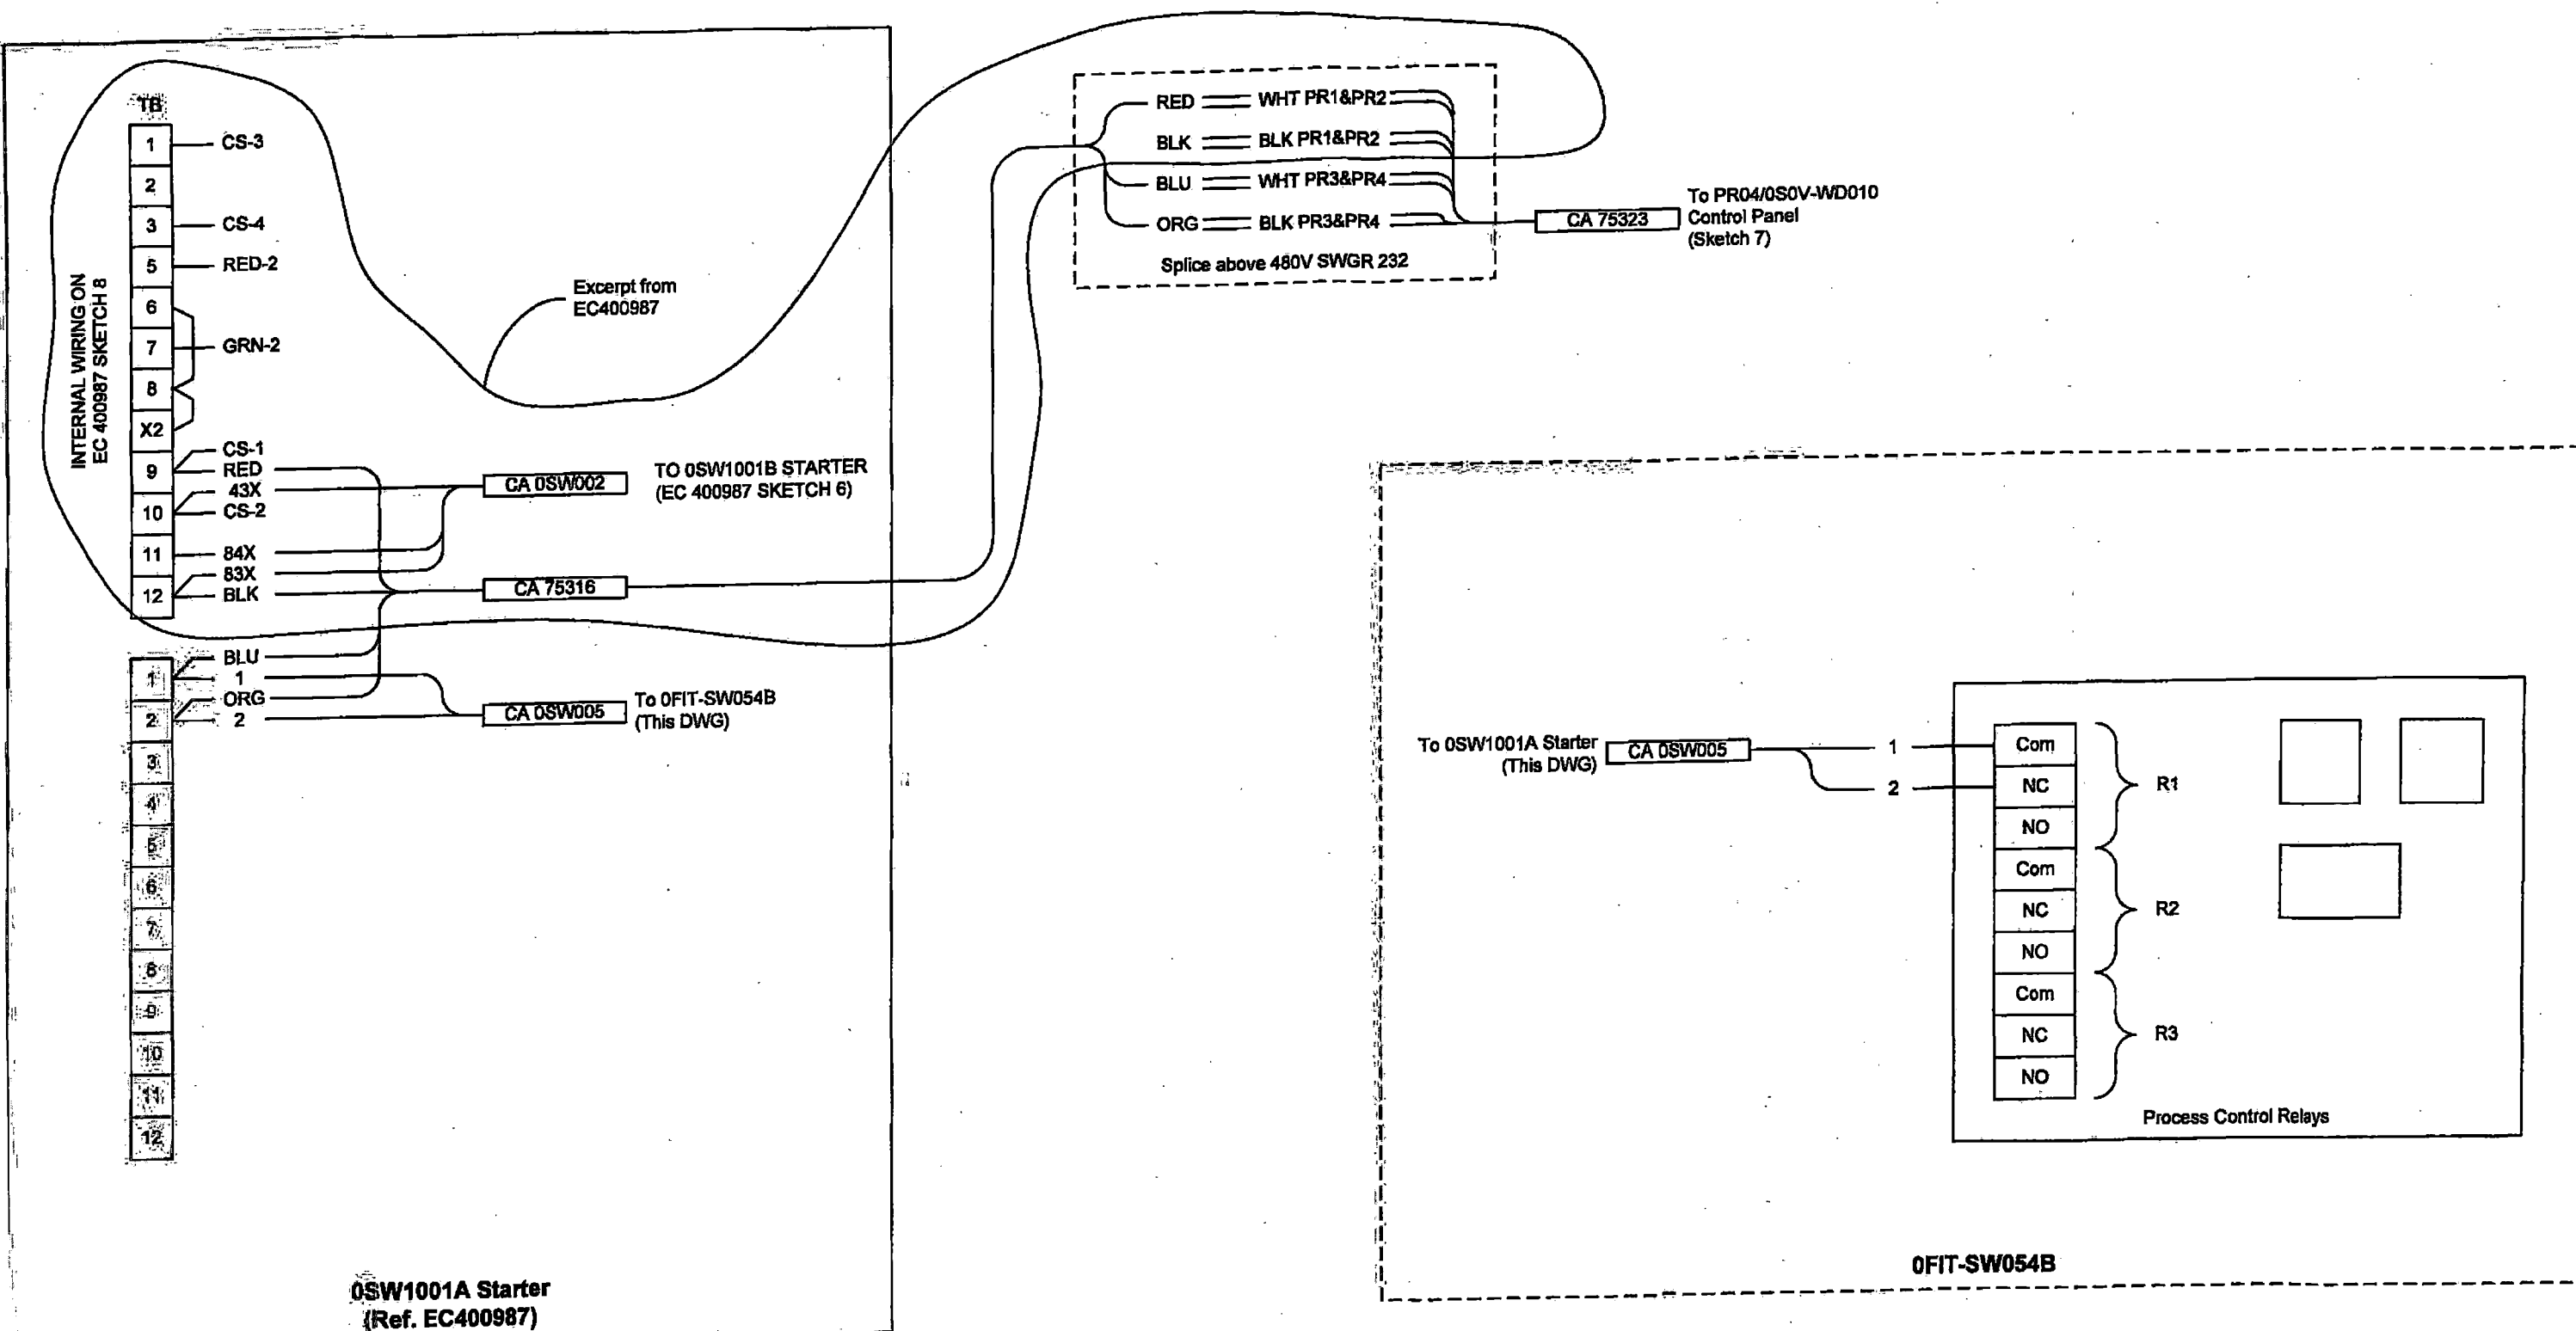 TB
1
CS-3
2
3
CS-4
5
RED-2
6
7
GRN-2
8
X2
CS-1
9
RED
43X
10
CS-2
11
84X
83X
12
BLK
INTERNAL WIRING ON
EC 400987 SKETCH 8
Excerpt from
EC400987
CA 0SW002
TO 0SW1001B STARTER
(EC 400987 SKETCH 6)
CA 75316
BLU
1
1
ORG
2
2
CA 0SW005
To 0FIT-SW054B
(This DWG)
3
4
5
6
7
8
9
10
11
12
0SW1001A Starter
(Ref. EC400987)
RED
WHT PR1&PR2
BLK
BLK PR1&PR2
BLU
WHT PR3&PR4
ORG
BLK PR3&PR4
Splice above 480V SWGR 232
CA 75323
To PR04/0S0V-WD010
Control Panel
(Sketch 7)
To 0SW1001A Starter
(This DWG)
CA 0SW005
1
2
Com
NC
NO
R1
Com
NC
NO
R2
Com
NC
NO
R3
Process Control Relays
0FIT-SW054B